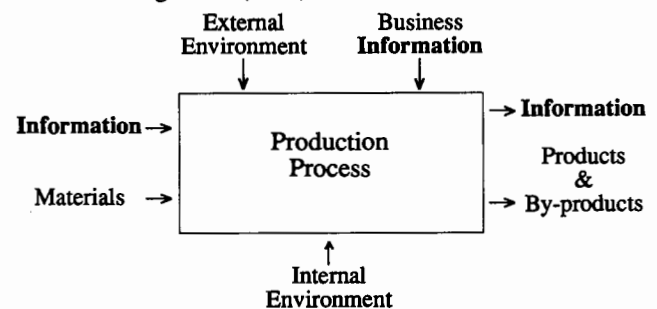 External
Environment
Business
Information
Information
Materials
Production
Process
Information
Products
&
By-products
Internal
Environment